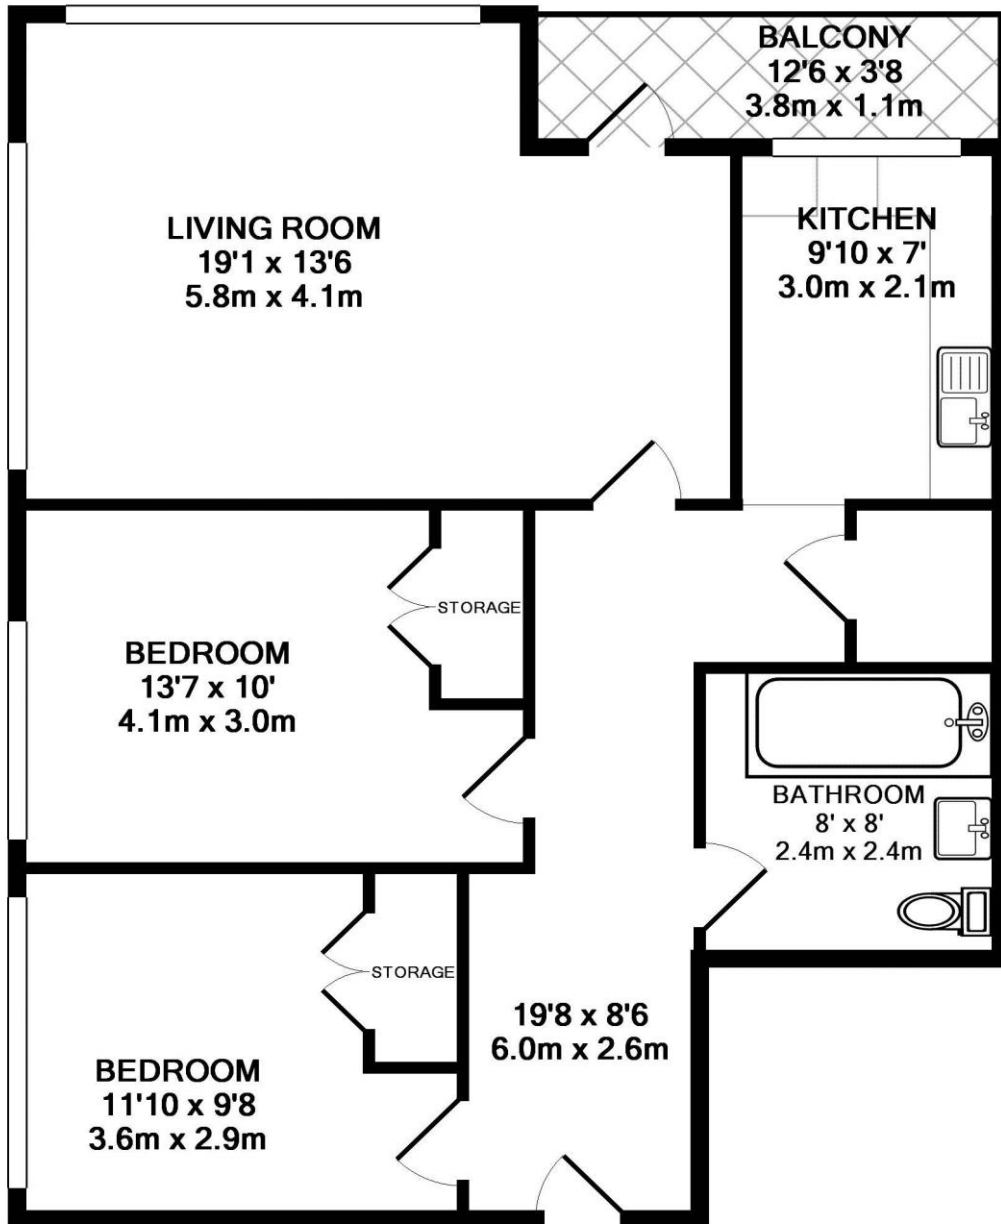 BALCONY
12'6 x 3'8
3.8m x 1.1m
LIVING ROOM
19'1 x 13'6
5.8m x 4.1m
KITCHEN
9'10 x 7'
3.0m x 2.1m
STORAGE
BEDROOM
13'7 x 10'
4.1m x 3.0m
BATHROOM
8' x 8'
2.4m x 2.4m
STORAGE
19'8 x 8'6
6.0m x 2.6m
BEDROOM
11'10 x 9'8
3.6m x 2.9m